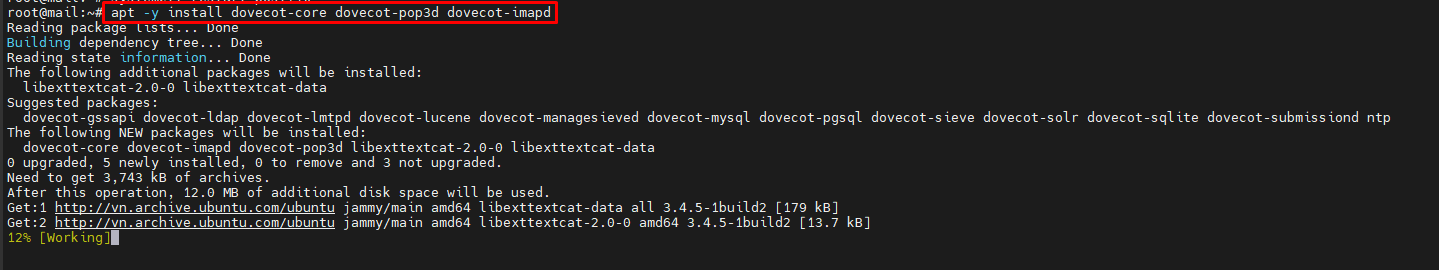 root@mail:~# apt -y install dovecot-core dovecot-pop3d dovecot-imapd
Reading package lists... Done
Building dependency tree... Done
Reading state information... Done
The following additional packages will be installed:
  libexttextcat-2.0-0 libexttextcat-data
Suggested packages:
  dovecot-gssapi dovecot-ldap dovecot-lmtpd dovecot-lucene dovecot-managesieved dovecot-mysql dovecot-pgsql dovecot-sieve dovecot-solr dovecot-sqlite dovecot-submissiond ntp
The following NEW packages will be installed:
  dovecot-core dovecot-imapd dovecot-pop3d libexttextcat-2.0-0 libexttextcat-data
0 upgraded, 5 newly installed, 0 to remove and 3 not upgraded.
Need to get 3,743 kB of archives.
After this operation, 12.0 MB of additional disk space will be used.
Get:1 http://vn.archive.ubuntu.com/ubuntu jammy/main amd64 libexttextcat-data all 3.4.5-1build2 [179 kB]
Get:2 http://vn.archive.ubuntu.com/ubuntu jammy/main amd64 libexttextcat-2.0-0 amd64 3.4.5-1build2 [13.7 kB]
12% [Working]